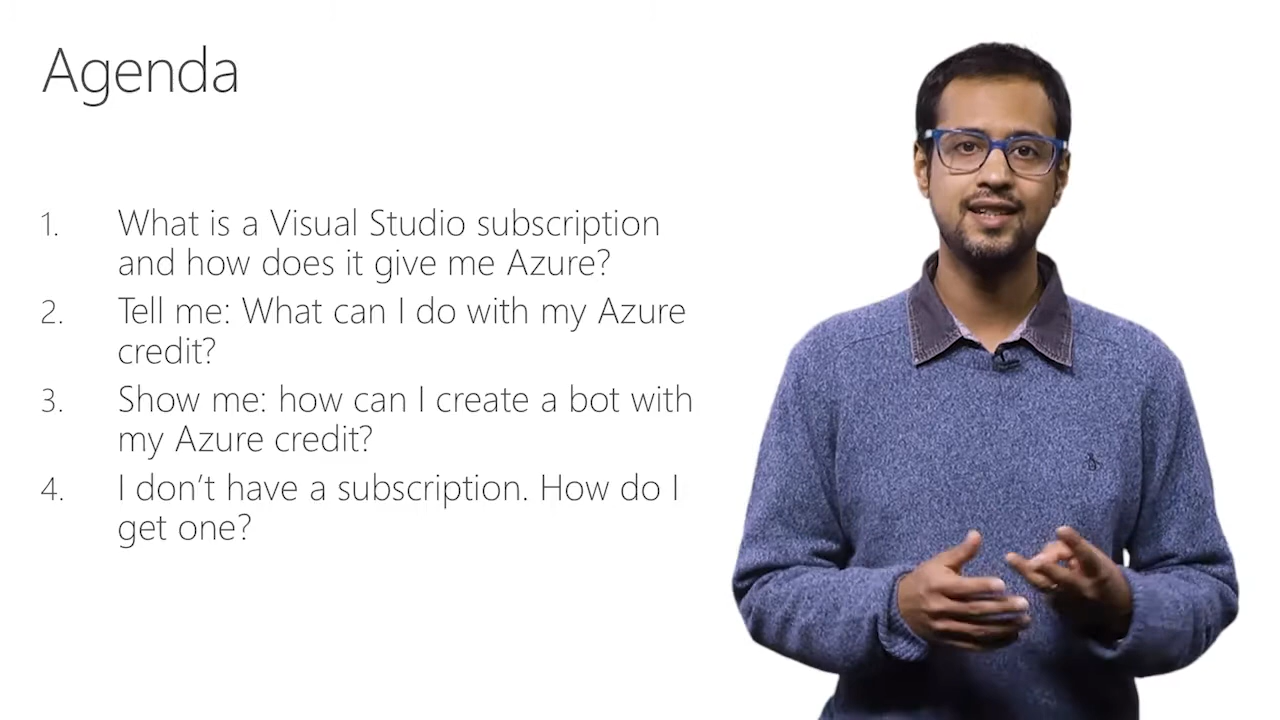 Agenda
1. What is a Visual Studio subscription
and how does it give me Azure?
2. Tell me: What can I do with my Azure
credit?
3. Show me: how can I create a bot with
my Azure credit?
4. I don’t have a subscription. How do I
get one?